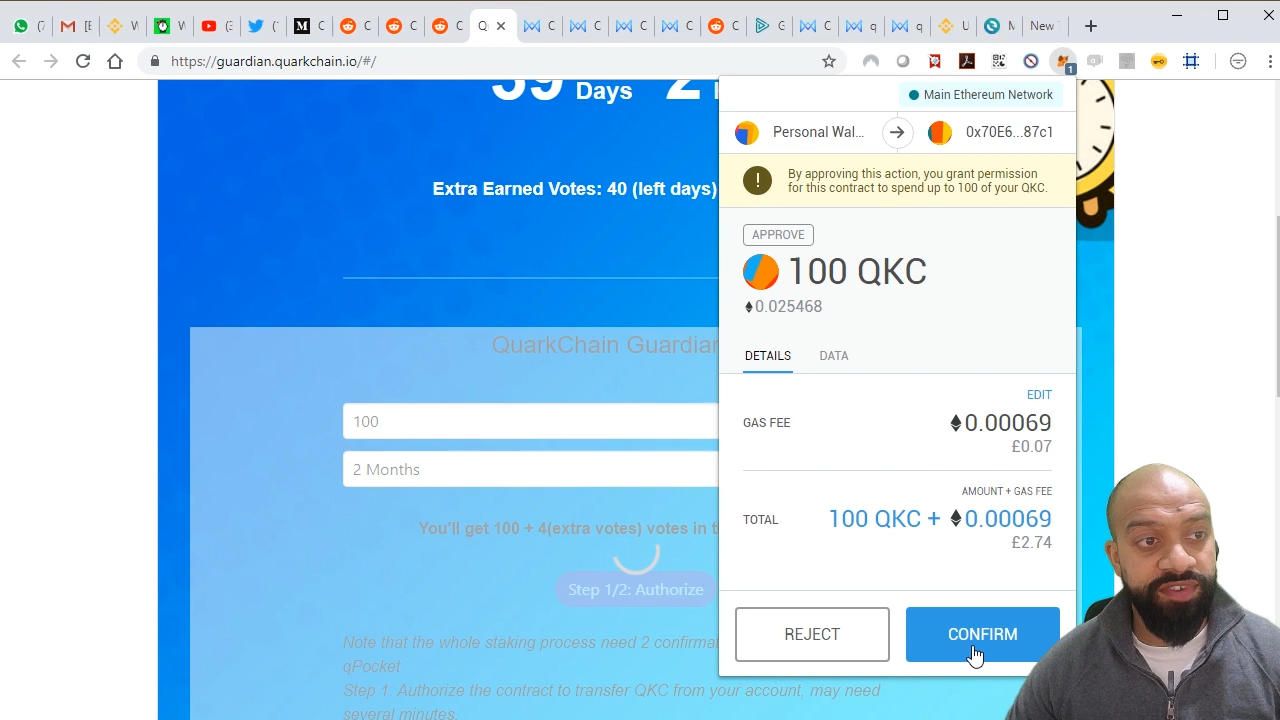 (7
[E
W
W
(3
(1
C
C
C
C
Q
C
C
C
C
C
G
C
q
q
U
M
New
https://guardian.quarkchain.io/#/
1
Days
Extra Earned Votes: 40 (left days)
QuarkChain Guardian
100
2 Months
You'll get 100 + 4(extra votes) votes in
Step 1/2: Authorize
Note that the whole staking process need 2
qPocket
Step 1: Authorize the contract to transfer QKC from your account, may need
several minutes.
Main Ethereum Network
Personal Wal...
0x70E6...87c1
! By approving this action, you grant permission
for this contract to spend up to 100 of your QKC.
APPROVE
100 QKC
0.025468
DETAILS DATA
EDIT
GAS FEE 0.00069
£0.07
AMOUNT + GAS FEE
TOTAL 100 QKC + 0.00069
£2.74
REJECT CONFIRM